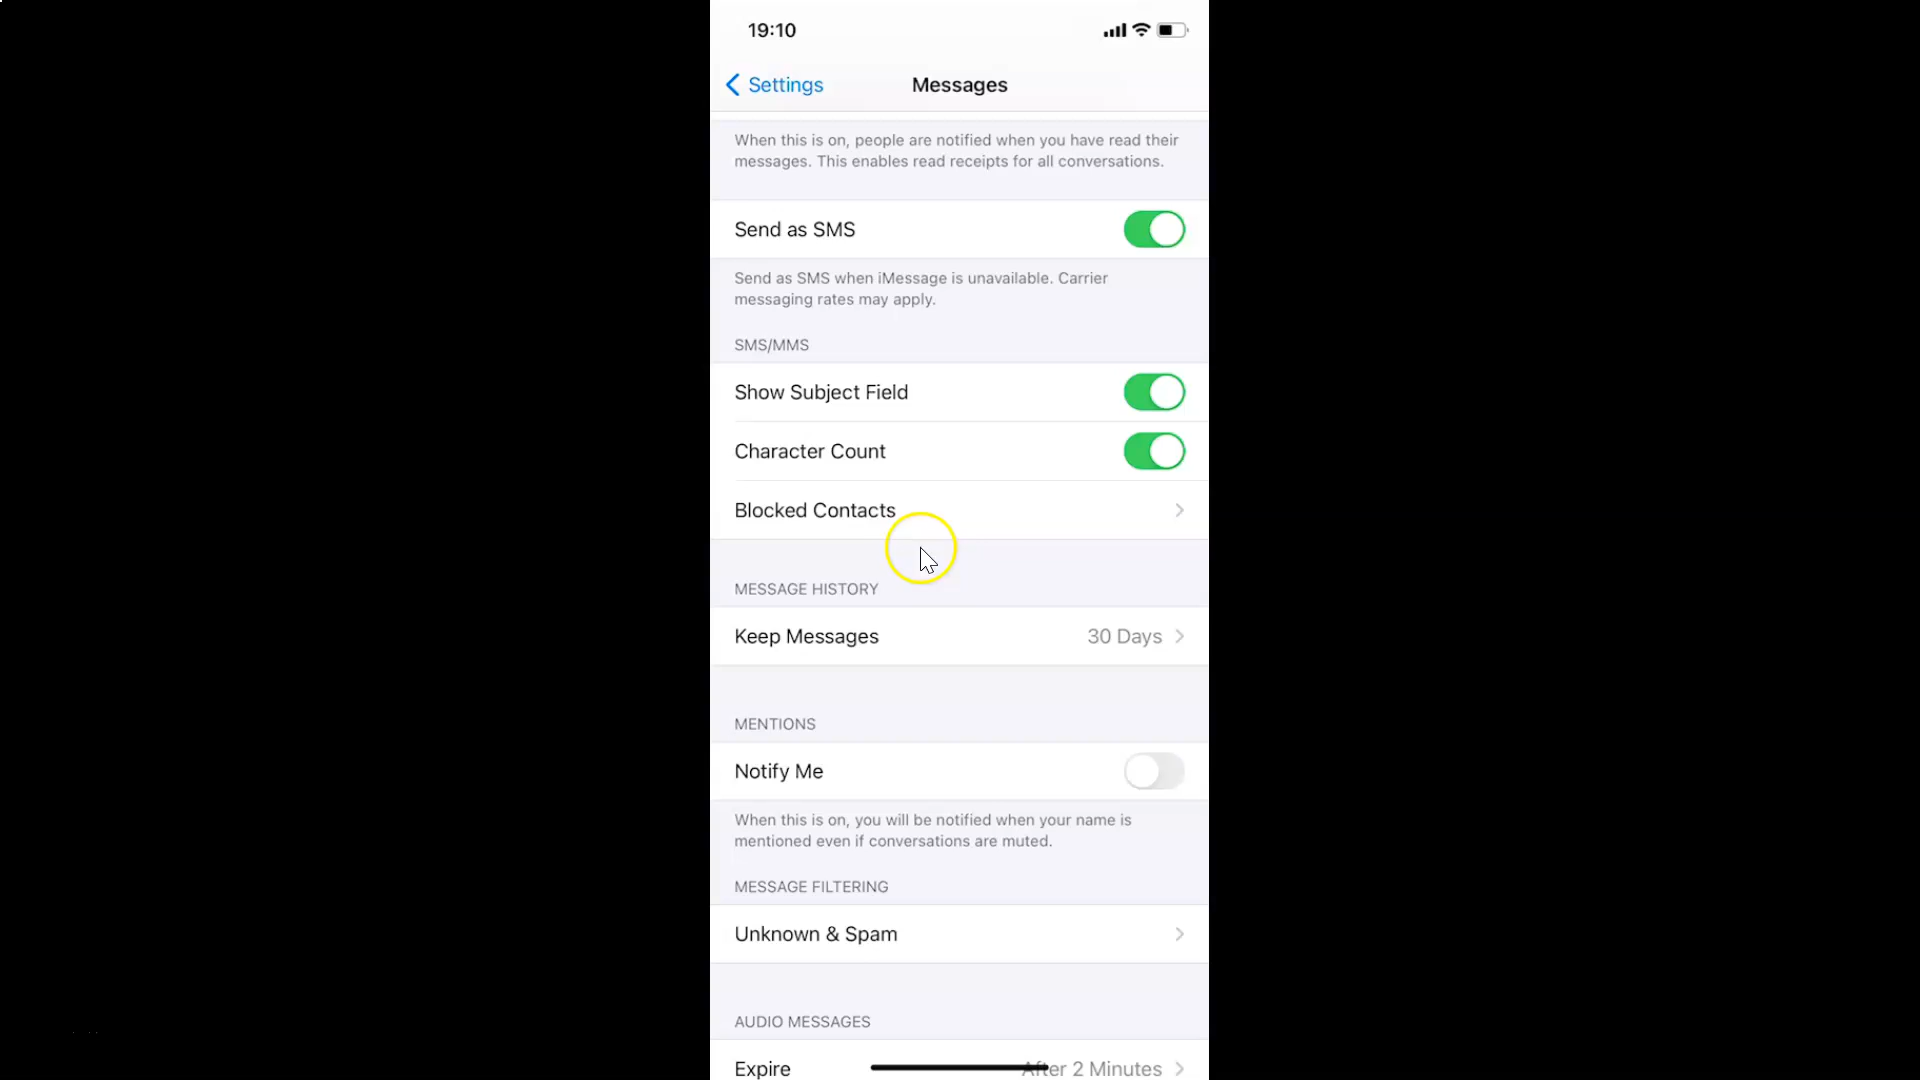 19:10
Settings
Messages
When this is on, people are notified when you have read their
messages. This enables read receipts for all conversations.
Send as SMS
Send as SMS when iMessage is unavailable. Carrier
messaging rates may apply.
SMS/MMS
Show Subject Field
Character Count
Blocked Contacts
MESSAGE HISTORY
Keep Messages 30 Days
MENTIONS
Notify Me
When this is on, you will be notified when your name is
mentioned even if conversations are muted.
MESSAGE FILTERING
Unknown & Spam
AUDIO MESSAGES
Expire After 2 Minutes